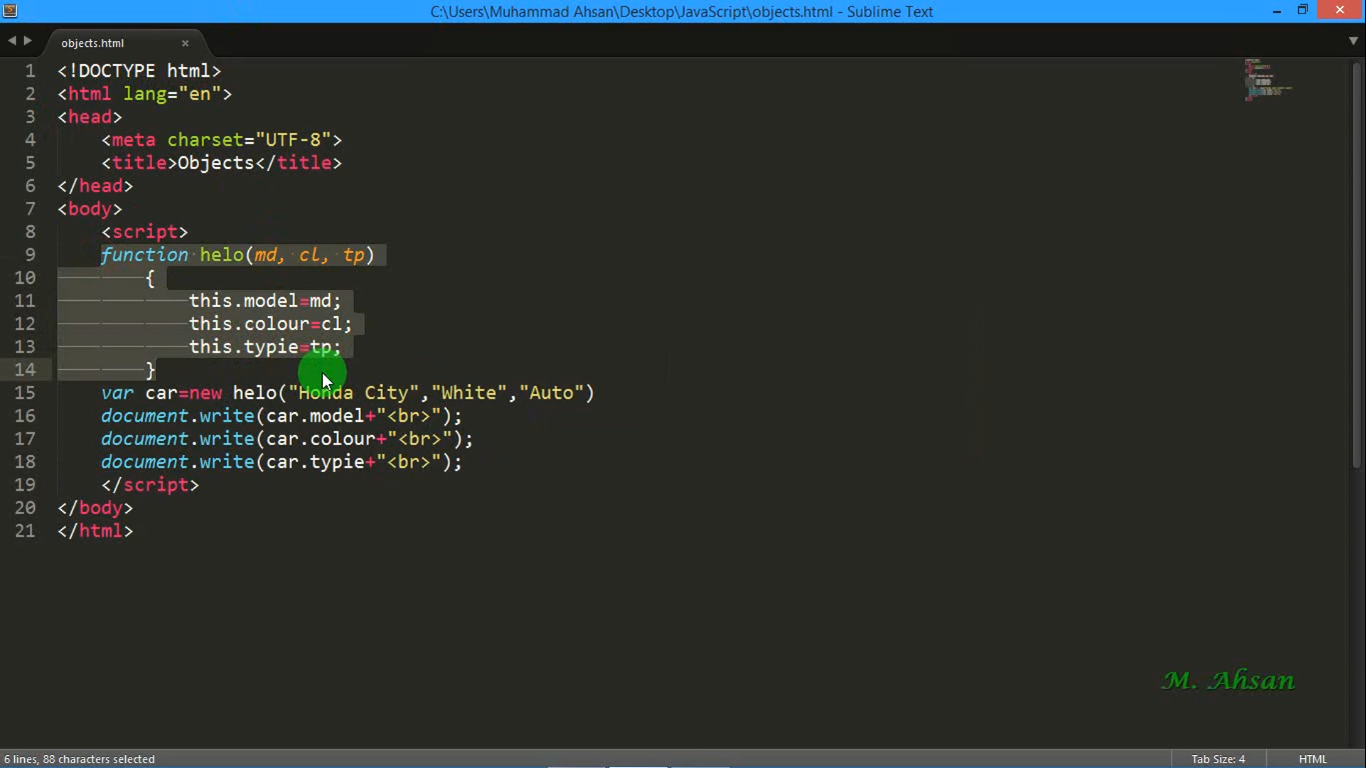 C:\Users\Muhammad Ahsan\Desktop\JavaScript\objects.html - Sublime Text
objects.html
1 <!DOCTYPE html>
2 <html lang="en">
3 <head>
4 <meta charset="UTF-8">
5 <title>Objects</title>
6 </head>
7 <body>
8 <script>
9 function helo(md, cl, tp)
10 {
11 this.model=md;
12 this.colour=cl;
13 this.typie=tp;
14 }
15 var car=new helo("Honda City","White","Auto")
16 document.write(car.model+"<br>");
17 document.write(car.colour+"<br>");
18 document.write(car.typie+"<br>");
19 </script>
20 </body>
21 </html>
M. Ahsan
6 lines, 88 characters selected
Tab Size: 4
HTML